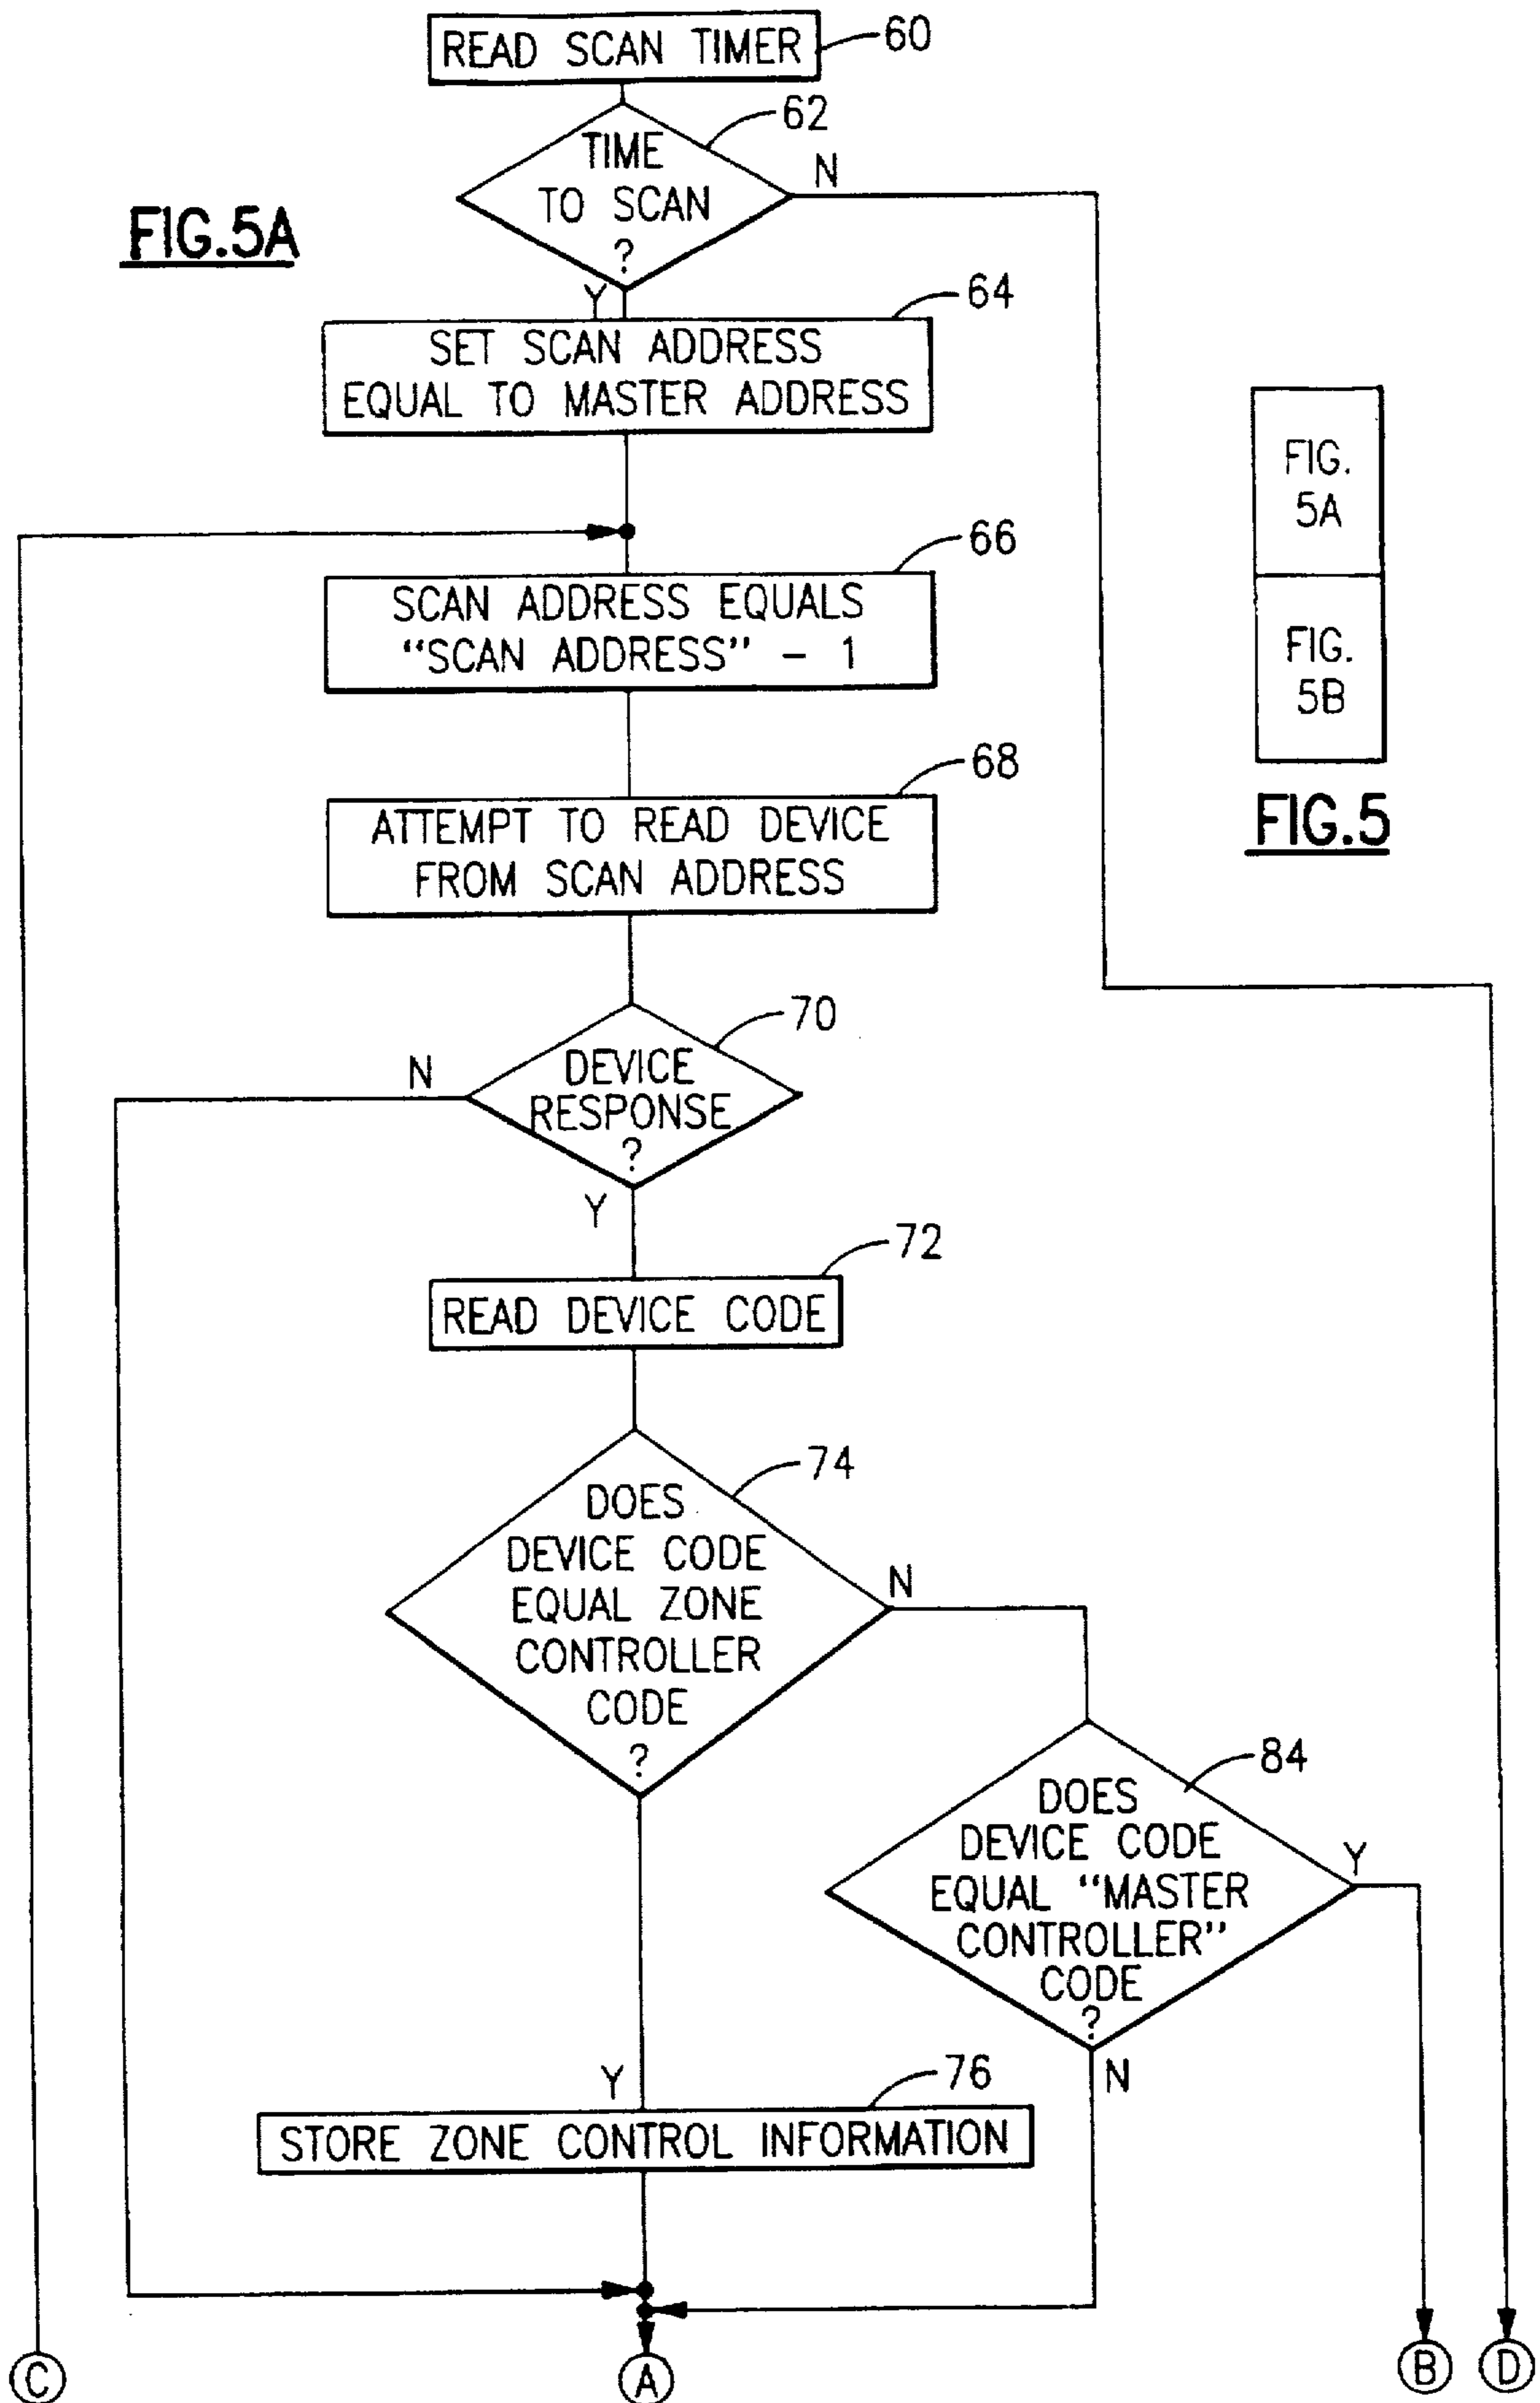 READ SCAN TIMER
60
62
TIME
TO SCAN
?
N
FIG.5A
Y
64
SET SCAN ADDRESS
EQUAL TO MASTER ADDRESS
FIG.
5A
FIG.
5B
FIG.5
66
SCAN ADDRESS EQUALS
“SCAN ADDRESS” - 1
68
ATTEMPT TO READ DEVICE
FROM SCAN ADDRESS
70
N
DEVICE
RESPONSE
?
Y
72
READ DEVICE CODE
74
DOES
DEVICE CODE
EQUAL ZONE
CONTROLLER
CODE
?
N
84
DOES
DEVICE CODE
EQUAL “MASTER
CONTROLLER”
CODE
?
Y
N
Y
76
STORE ZONE CONTROL INFORMATION
C
A
B
D